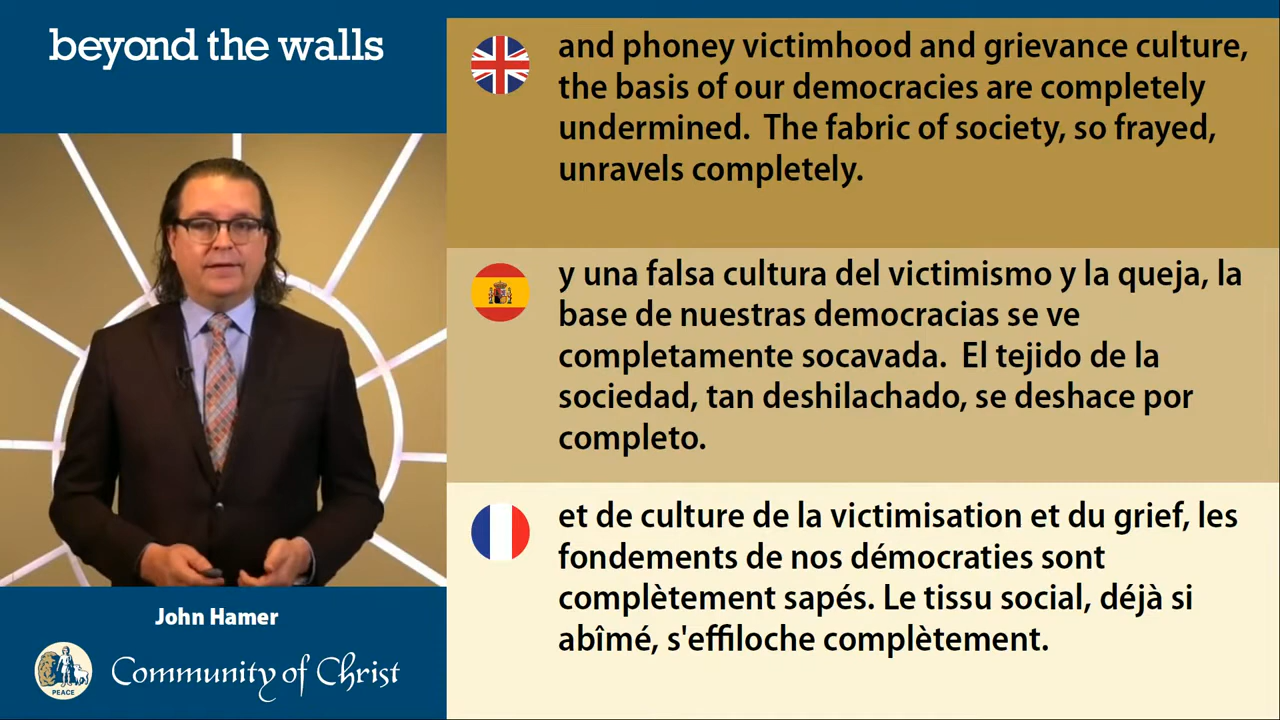 beyond the walls
and phoney victimhood and grievance culture,
the basis of our democracies are completely
undermined.  The fabric of society, so frayed,
unravels completely.
y una falsa cultura del victimismo y la queja, la
base de nuestras democracias se ve
completamente socavada.  El tejido de la
sociedad, tan deshilachado, se deshace por
completo.
et de culture de la victimisation et du grief, les
fondements de nos démocraties sont
complètement sapés. Le tissu social, déjà si
abîmé, s'effiloche complètement.
John Hamer
PEACE
Community of Christ